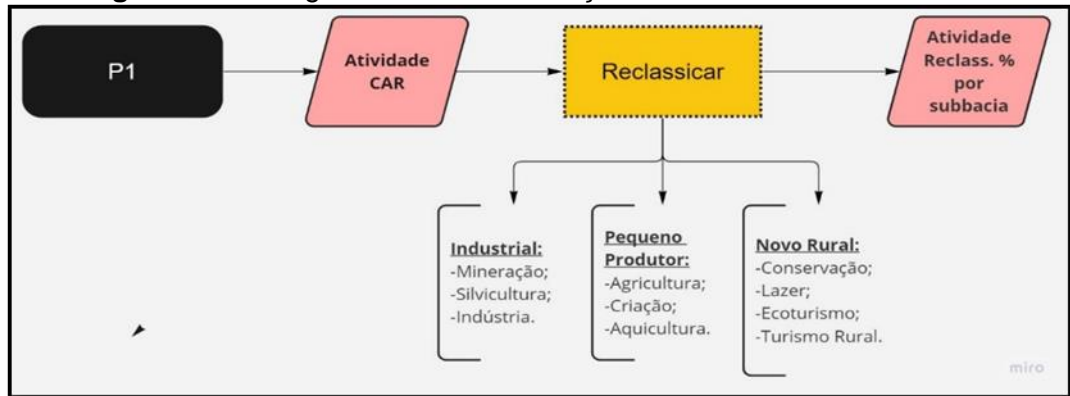 P1
Atividade
CAR
Reclassicar
Atividade
Reclass. %
por
subbacia
Industrial:
-Mineração;
-Silvicultura;
-Indústria.
Pequeno
Produtor:
-Agricultura;
-Criação;
-Aquicultura.
Novo Rural:
-Conservação;
-Lazer;
-Ecoturismo;
-Turismo Rural.
miro